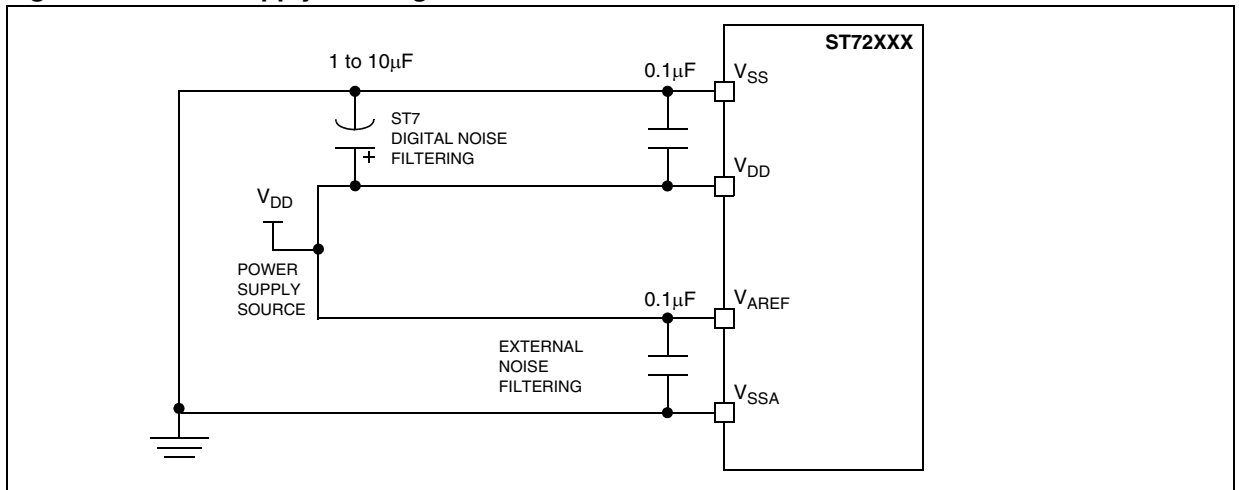 ST72XXX
1 to 10μF
0.1μF
VSS
ST7
DIGITAL NOISE
FILTERING
+
VDD
VDD
POWER
SUPPLY
SOURCE
0.1μF
VAREF
EXTERNAL
NOISE
FILTERING
VSSA